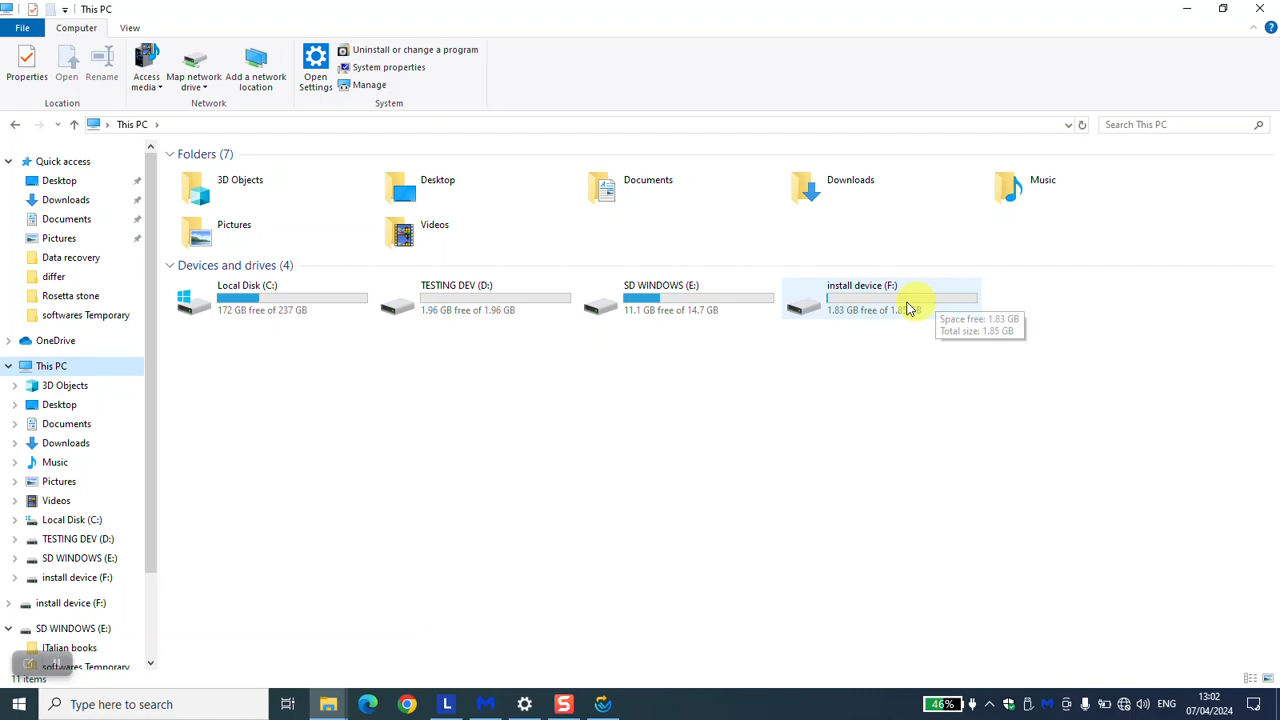 This PC
File
Computer
View
Properties
Open
Rename
Access media
Map network drive
Add a network location
Open Settings
Uninstall or change a program
System properties
Manage
Location
Network
System
This PC
Search This PC
Quick access
Desktop
Downloads
Documents
Pictures
Data recovery
differ
Rosetta stone
softwares Temporary
OneDrive
This PC
3D Objects
Desktop
Documents
Downloads
Music
Pictures
Videos
Local Disk (C:)
TESTING DEV (D:)
SD WINDOWS (E:)
install device (F:)
install device (F:)
SD WINDOWS (E:)
ITalian books
softwares Temporary
11 items
Folders (7)
3D Objects
Desktop
Documents
Downloads
Music
Pictures
Videos
Devices and drives (4)
Local Disk (C:)
172 GB free of 237 GB
TESTING DEV (D:)
1.96 GB free of 1.96 GB
SD WINDOWS (E:)
11.1 GB free of 14.7 GB
install device (F:)
1.83 GB free of 1.85 GB
Space free: 1.83 GB
Total size: 1.85 GB
Type here to search
L
S
46%
ENG
13:02
07/04/2024